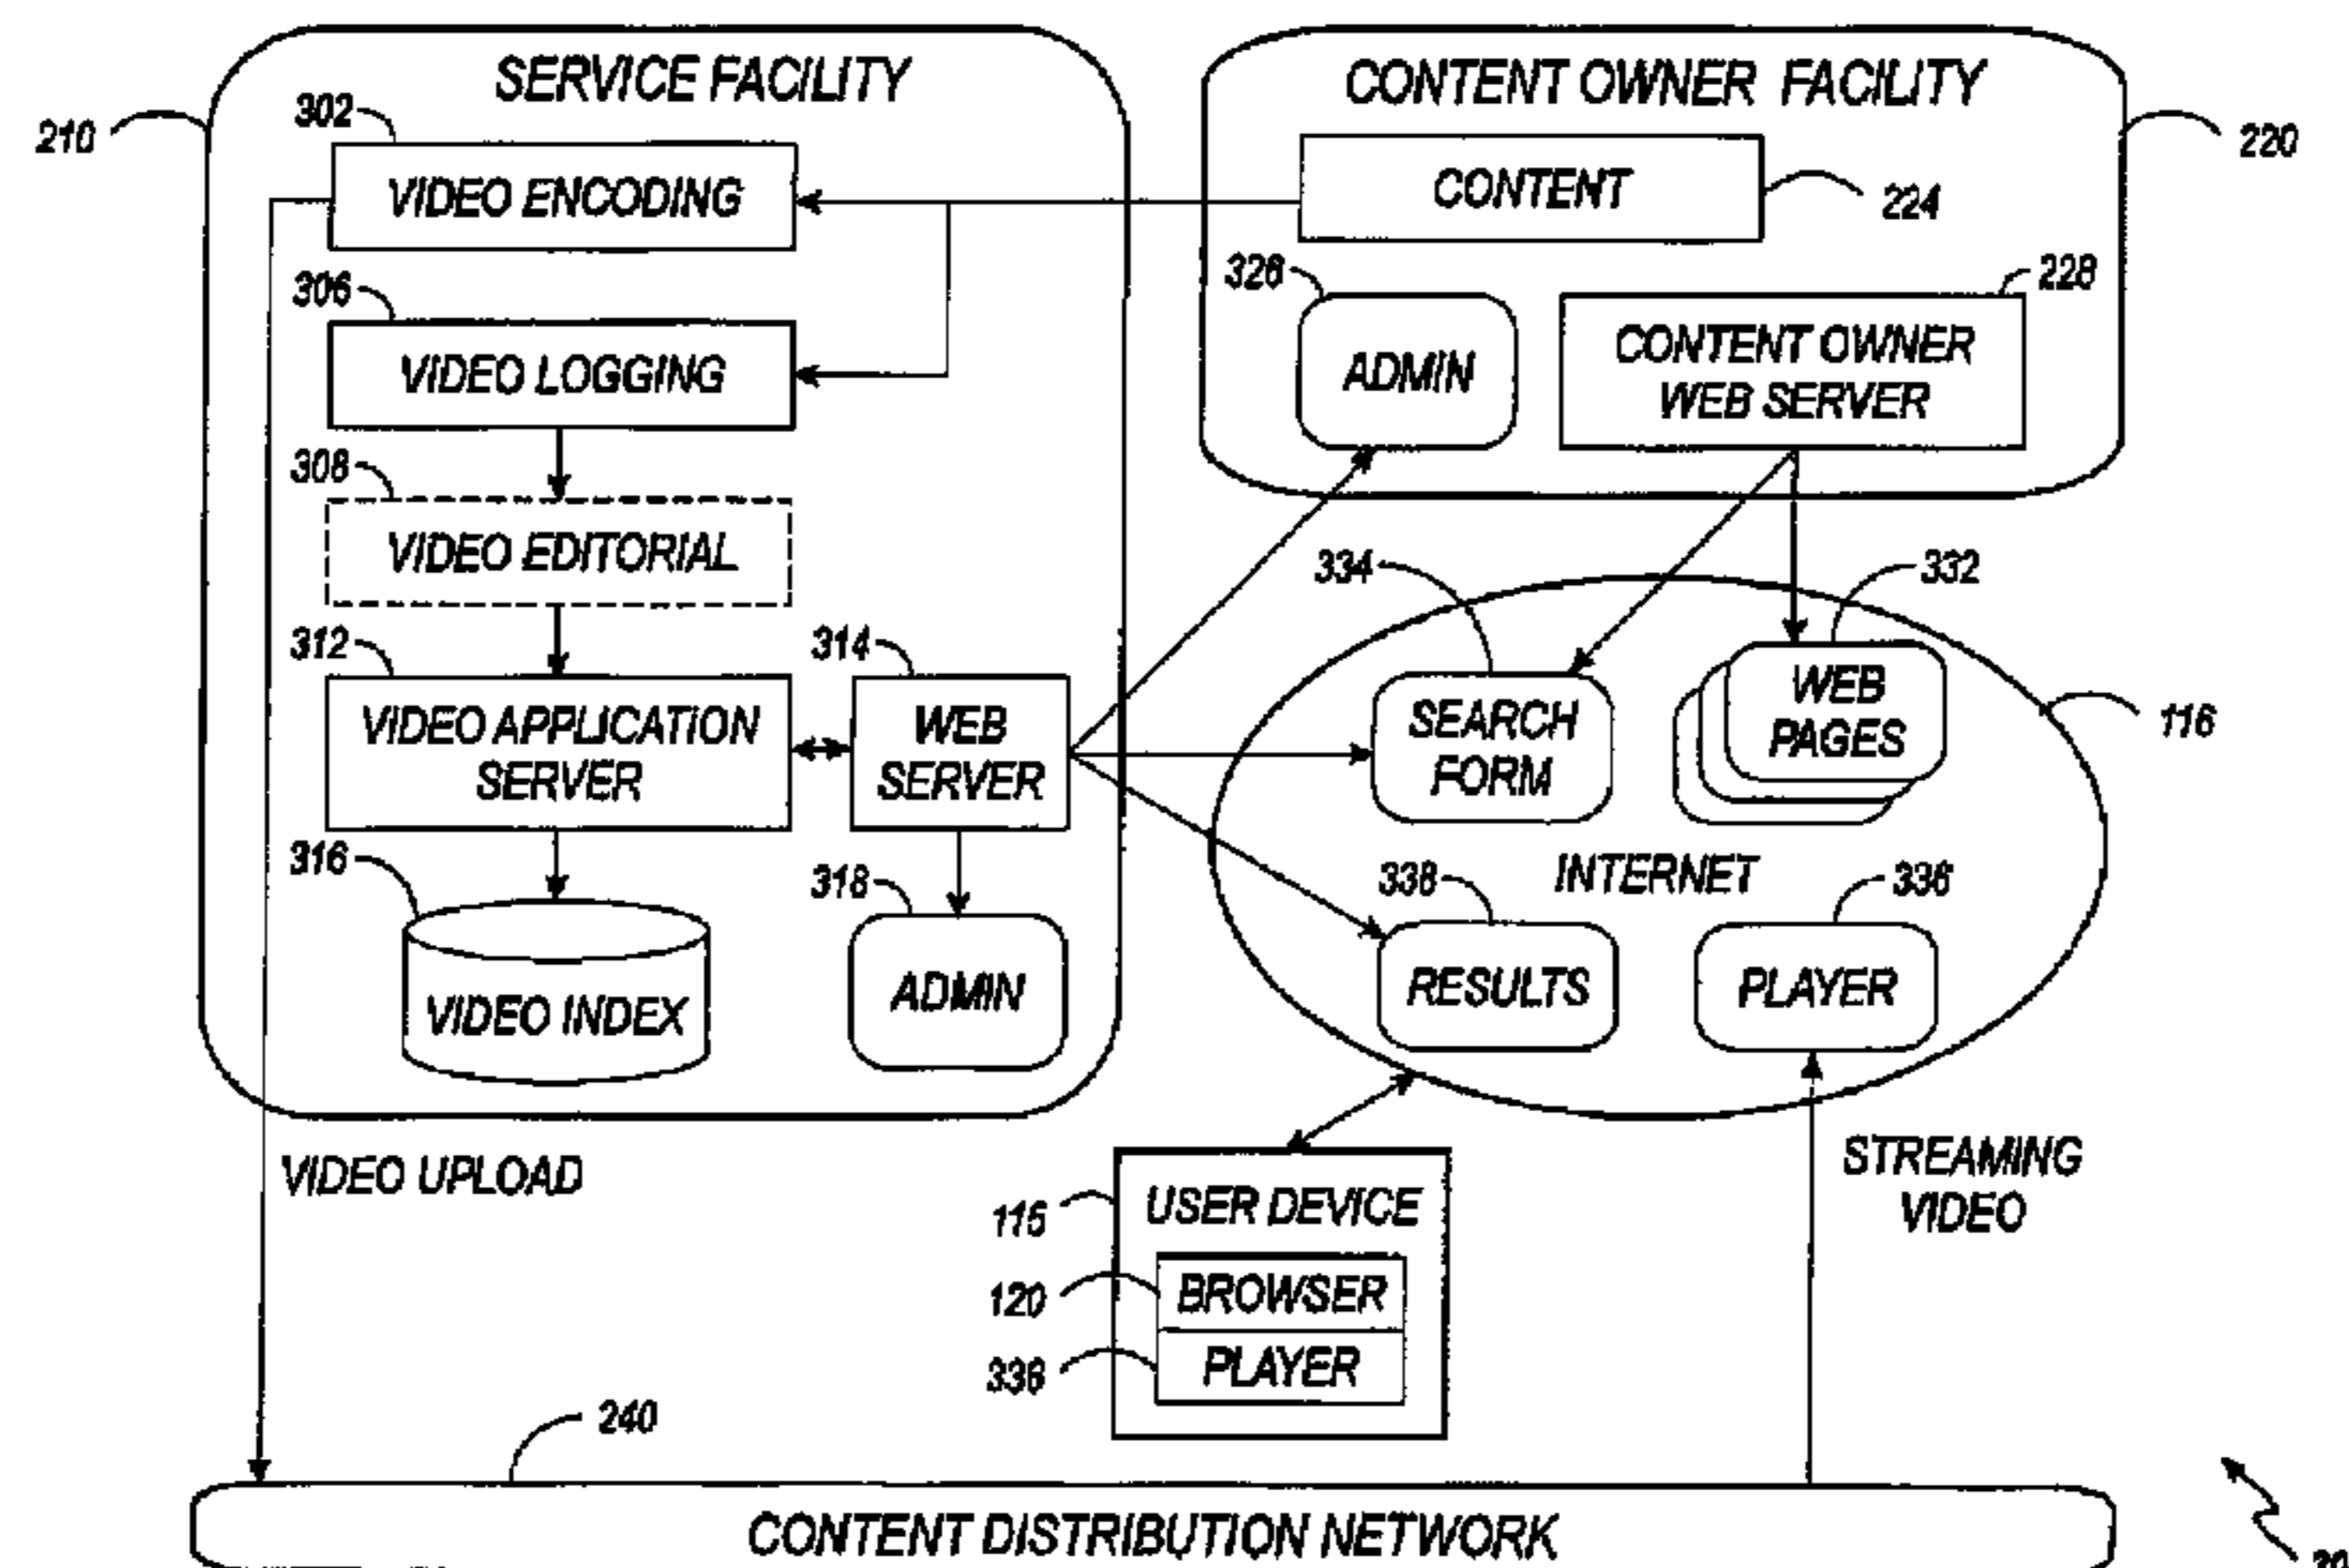 SERVICE FACILITY
CONTENT OWNER FACILITY
210
302
VIDEO ENCODING
CONTENT
224
220
306
VIDEO LOGGING
326
ADMIN
228
CONTENT OWNER
WEB SERVER
308
VIDEO EDITORIAL
334
332
312
VIDEO APPLICATION
SERVER
314
WEB
SERVER
SEARCH
FORM
WEB
PAGES
116
316
VIDEO INDEX
318
ADMIN
INTERNET
338
RESULTS
336
PLAYER
VIDEO UPLOAD
115
USER DEVICE
120
BROWSER
336
PLAYER
STREAMING
VIDEO
240
CONTENT DISTRIBUTION NETWORK